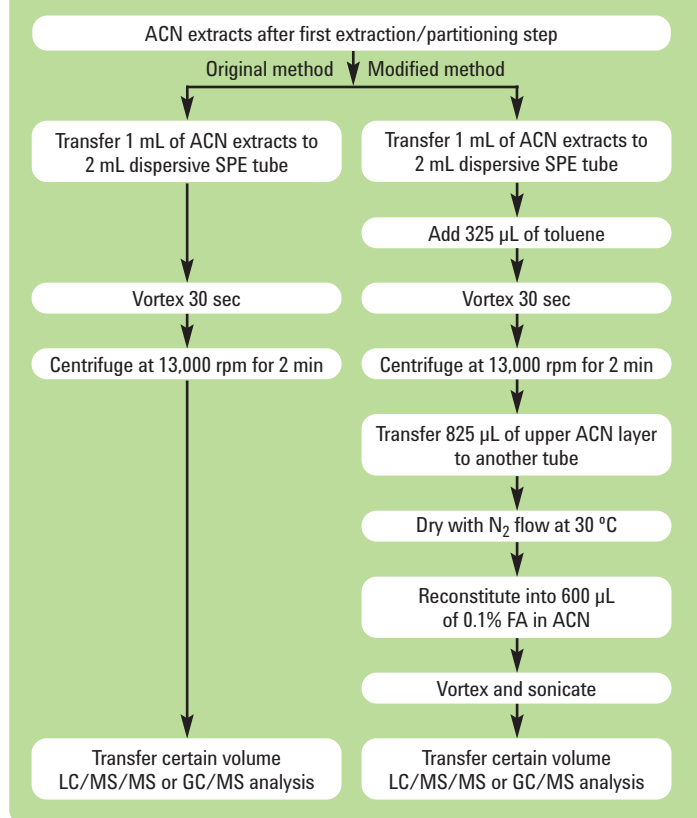 ACN extracts after first extraction/partitioning step
Original method
Modified method
Transfer 1 mL of ACN extracts to
2 mL dispersive SPE tube
Vortex 30 sec
Centrifuge at 13,000 rpm for 2 min
Transfer certain volume
LC/MS/MS or GC/MS analysis
Transfer 1 mL of ACN extracts to
2 mL dispersive SPE tube
Add 325 µL of toluene
Vortex 30 sec
Centrifuge at 13,000 rpm for 2 min
Transfer 825 µL of upper ACN layer
to another tube
Dry with N₂ flow at 30 ºC
Reconstitute into 600 µL
of 0.1% FA in ACN
Vortex and sonicate
Transfer certain volume
LC/MS/MS or GC/MS analysis